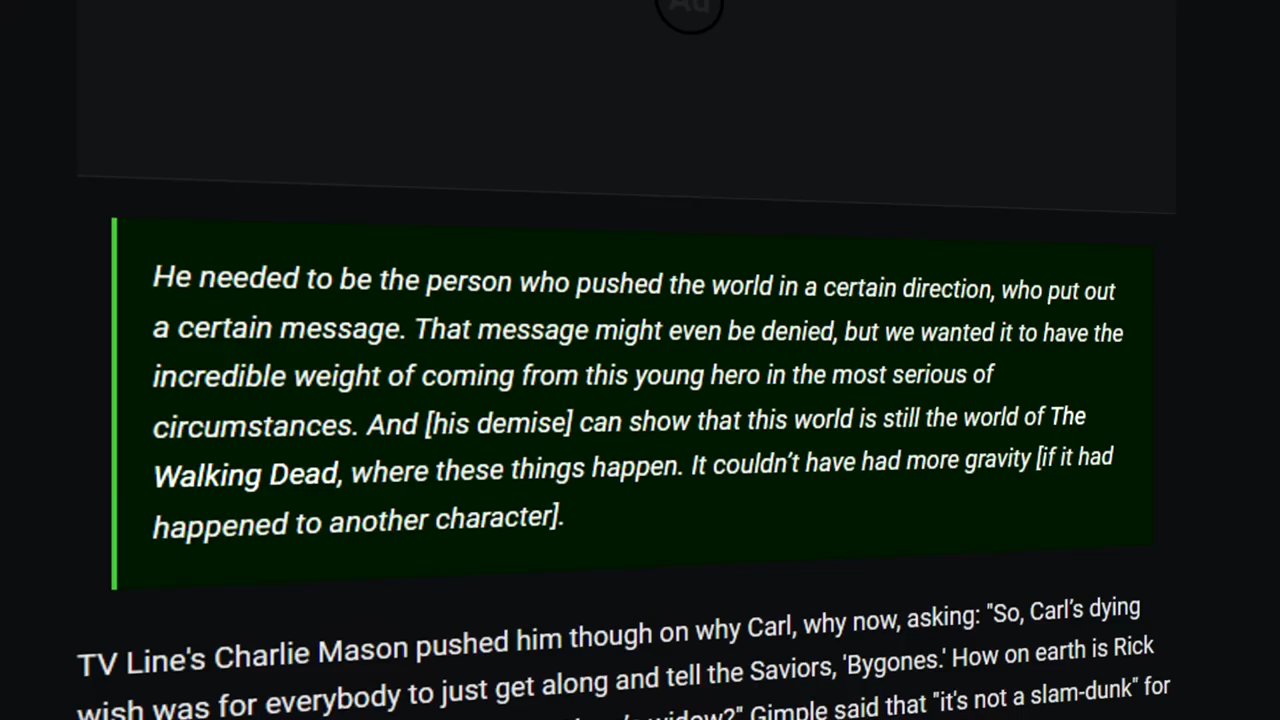 Ad
He needed to be the person who pushed the world in a certain direction, who put out
a certain message. That message might even be denied, but we wanted it to have the
incredible weight of coming from this young hero in the most serious of
circumstances. And [his demise] can show that this world is still the world of The
Walking Dead, where these things happen. It couldn’t have had more gravity [if it had
happened to another character].
TV Line's Charlie Mason pushed him though on why Carl, why now, asking: "So, Carl’s dying
wish was for everybody to just get along and tell the Saviors, 'Bygones.' How on earth is Rick
widow?" Gimple said that "it's not a slam-dunk" for